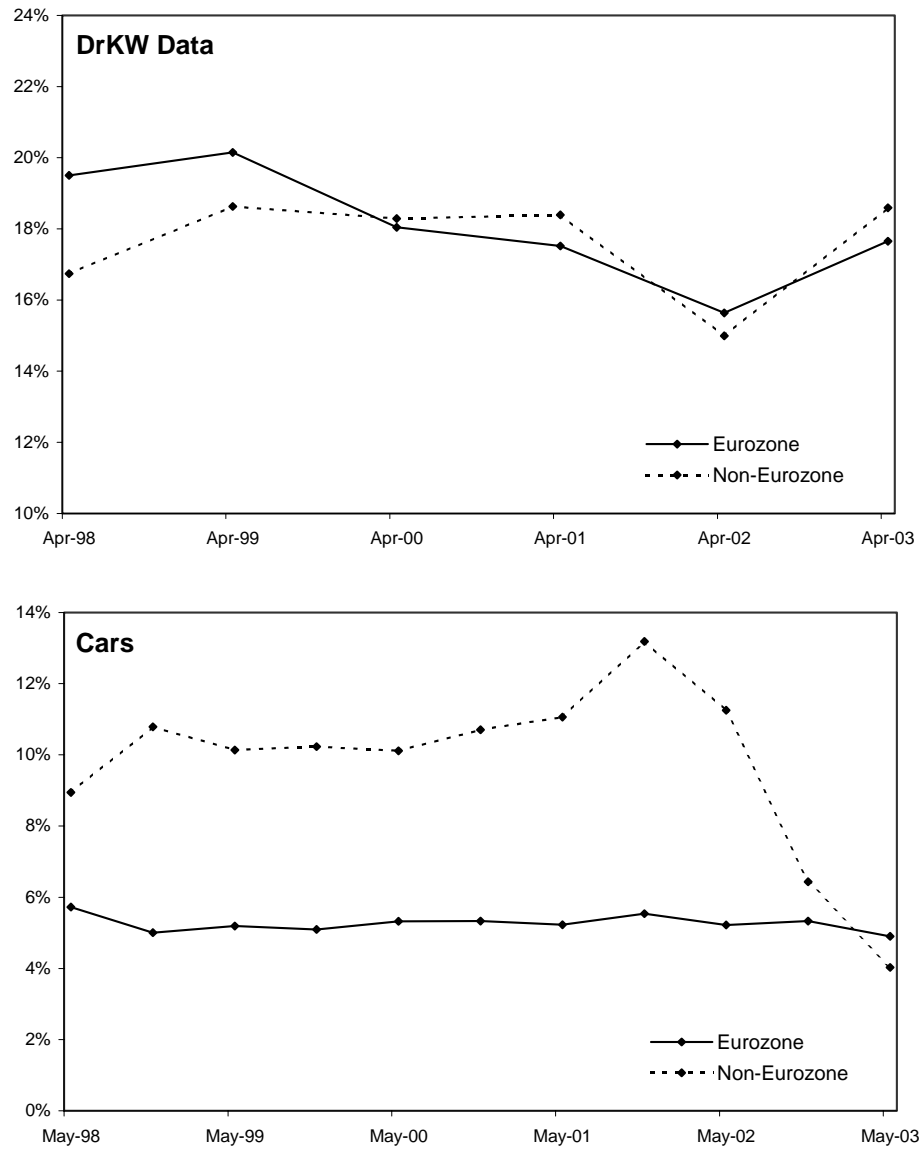 DrKW Data
24%
22%
20%
18%
16%
14%
12%
10%
Eurozone
Non-Eurozone
Apr-98 Apr-99 Apr-00 Apr-01 Apr-02 Apr-03
Cars
14%
12%
10%
8%
6%
4%
2%
0%
Eurozone
Non-Eurozone
May-98 May-99 May-00 May-01 May-02 May-03